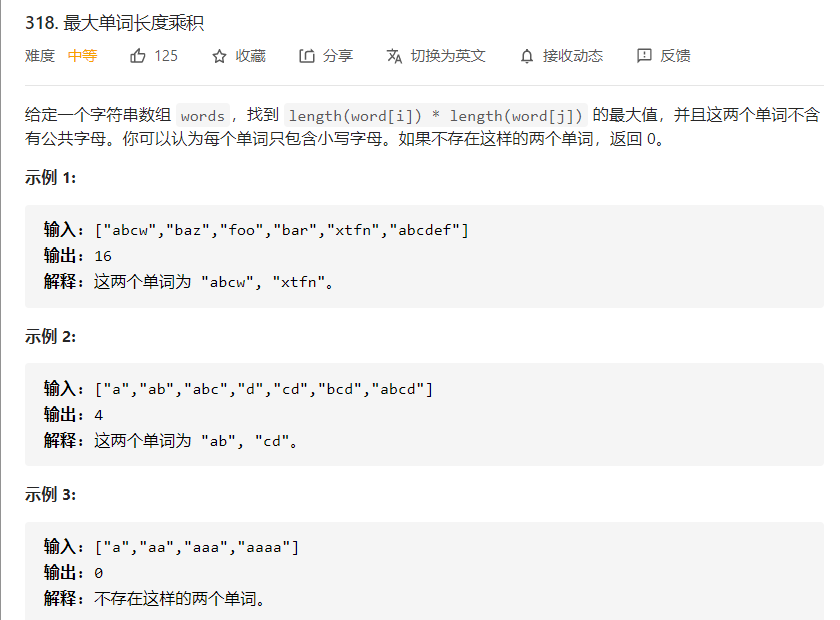 318. 最大单词长度乘积
难度 中等 125 收藏 分享 切换为英文 接收动态 反馈
给定一个字符串数组 words，找到 length(word[i]) * length(word[j]) 的最大值，并且这两个单词不含
有公共字母。你可以认为每个单词只包含小写字母。如果不存在这样的两个单词，返回 0。
示例 1:
输入: ["abcw","baz","foo","bar","xtfn","abcdef"]
输出: 16
解释: 这两个单词为 "abcw", "xtfn"。
示例 2:
输入: ["a","ab","abc","d","cd","bcd","abcd"]
输出: 4
解释: 这两个单词为 "ab", "cd"。
示例 3:
输入: ["a","aa","aaa","aaaa"]
输出: 0
解释: 不存在这样的两个单词。